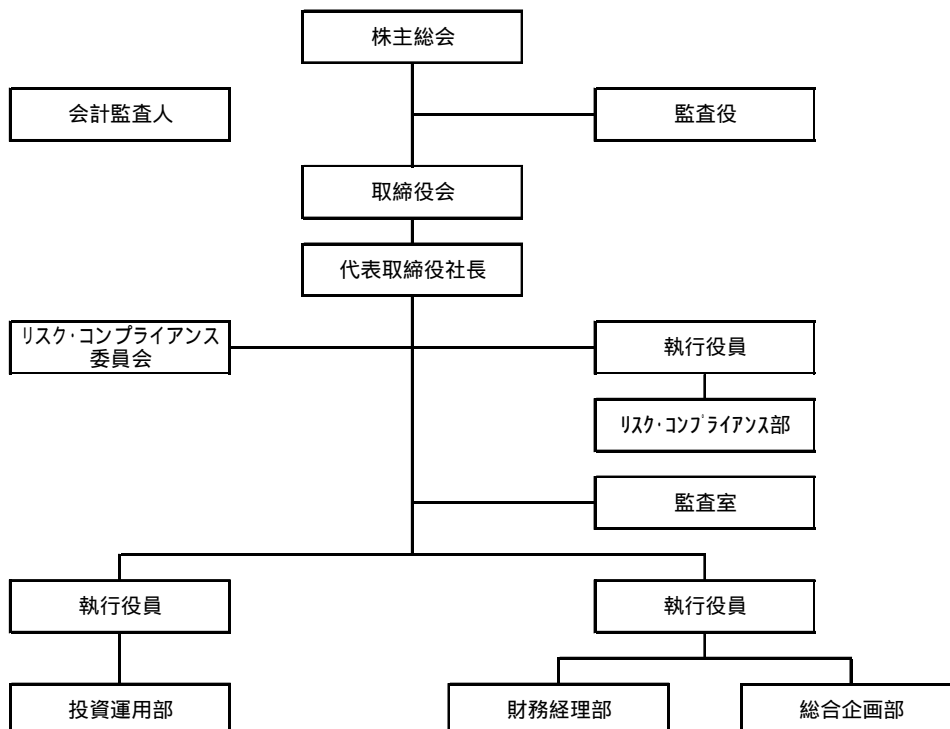 株主総会
会計監査人
監査役
取締役会
代表取締役社長
リスク・コンプライアンス
委員会
執行役員
ﾘｽｸ・ｺﾝﾌﾟﾗｲｱﾝｽ部
監査室
執行役員
執行役員
投資運用部
財務経理部
総合企画部